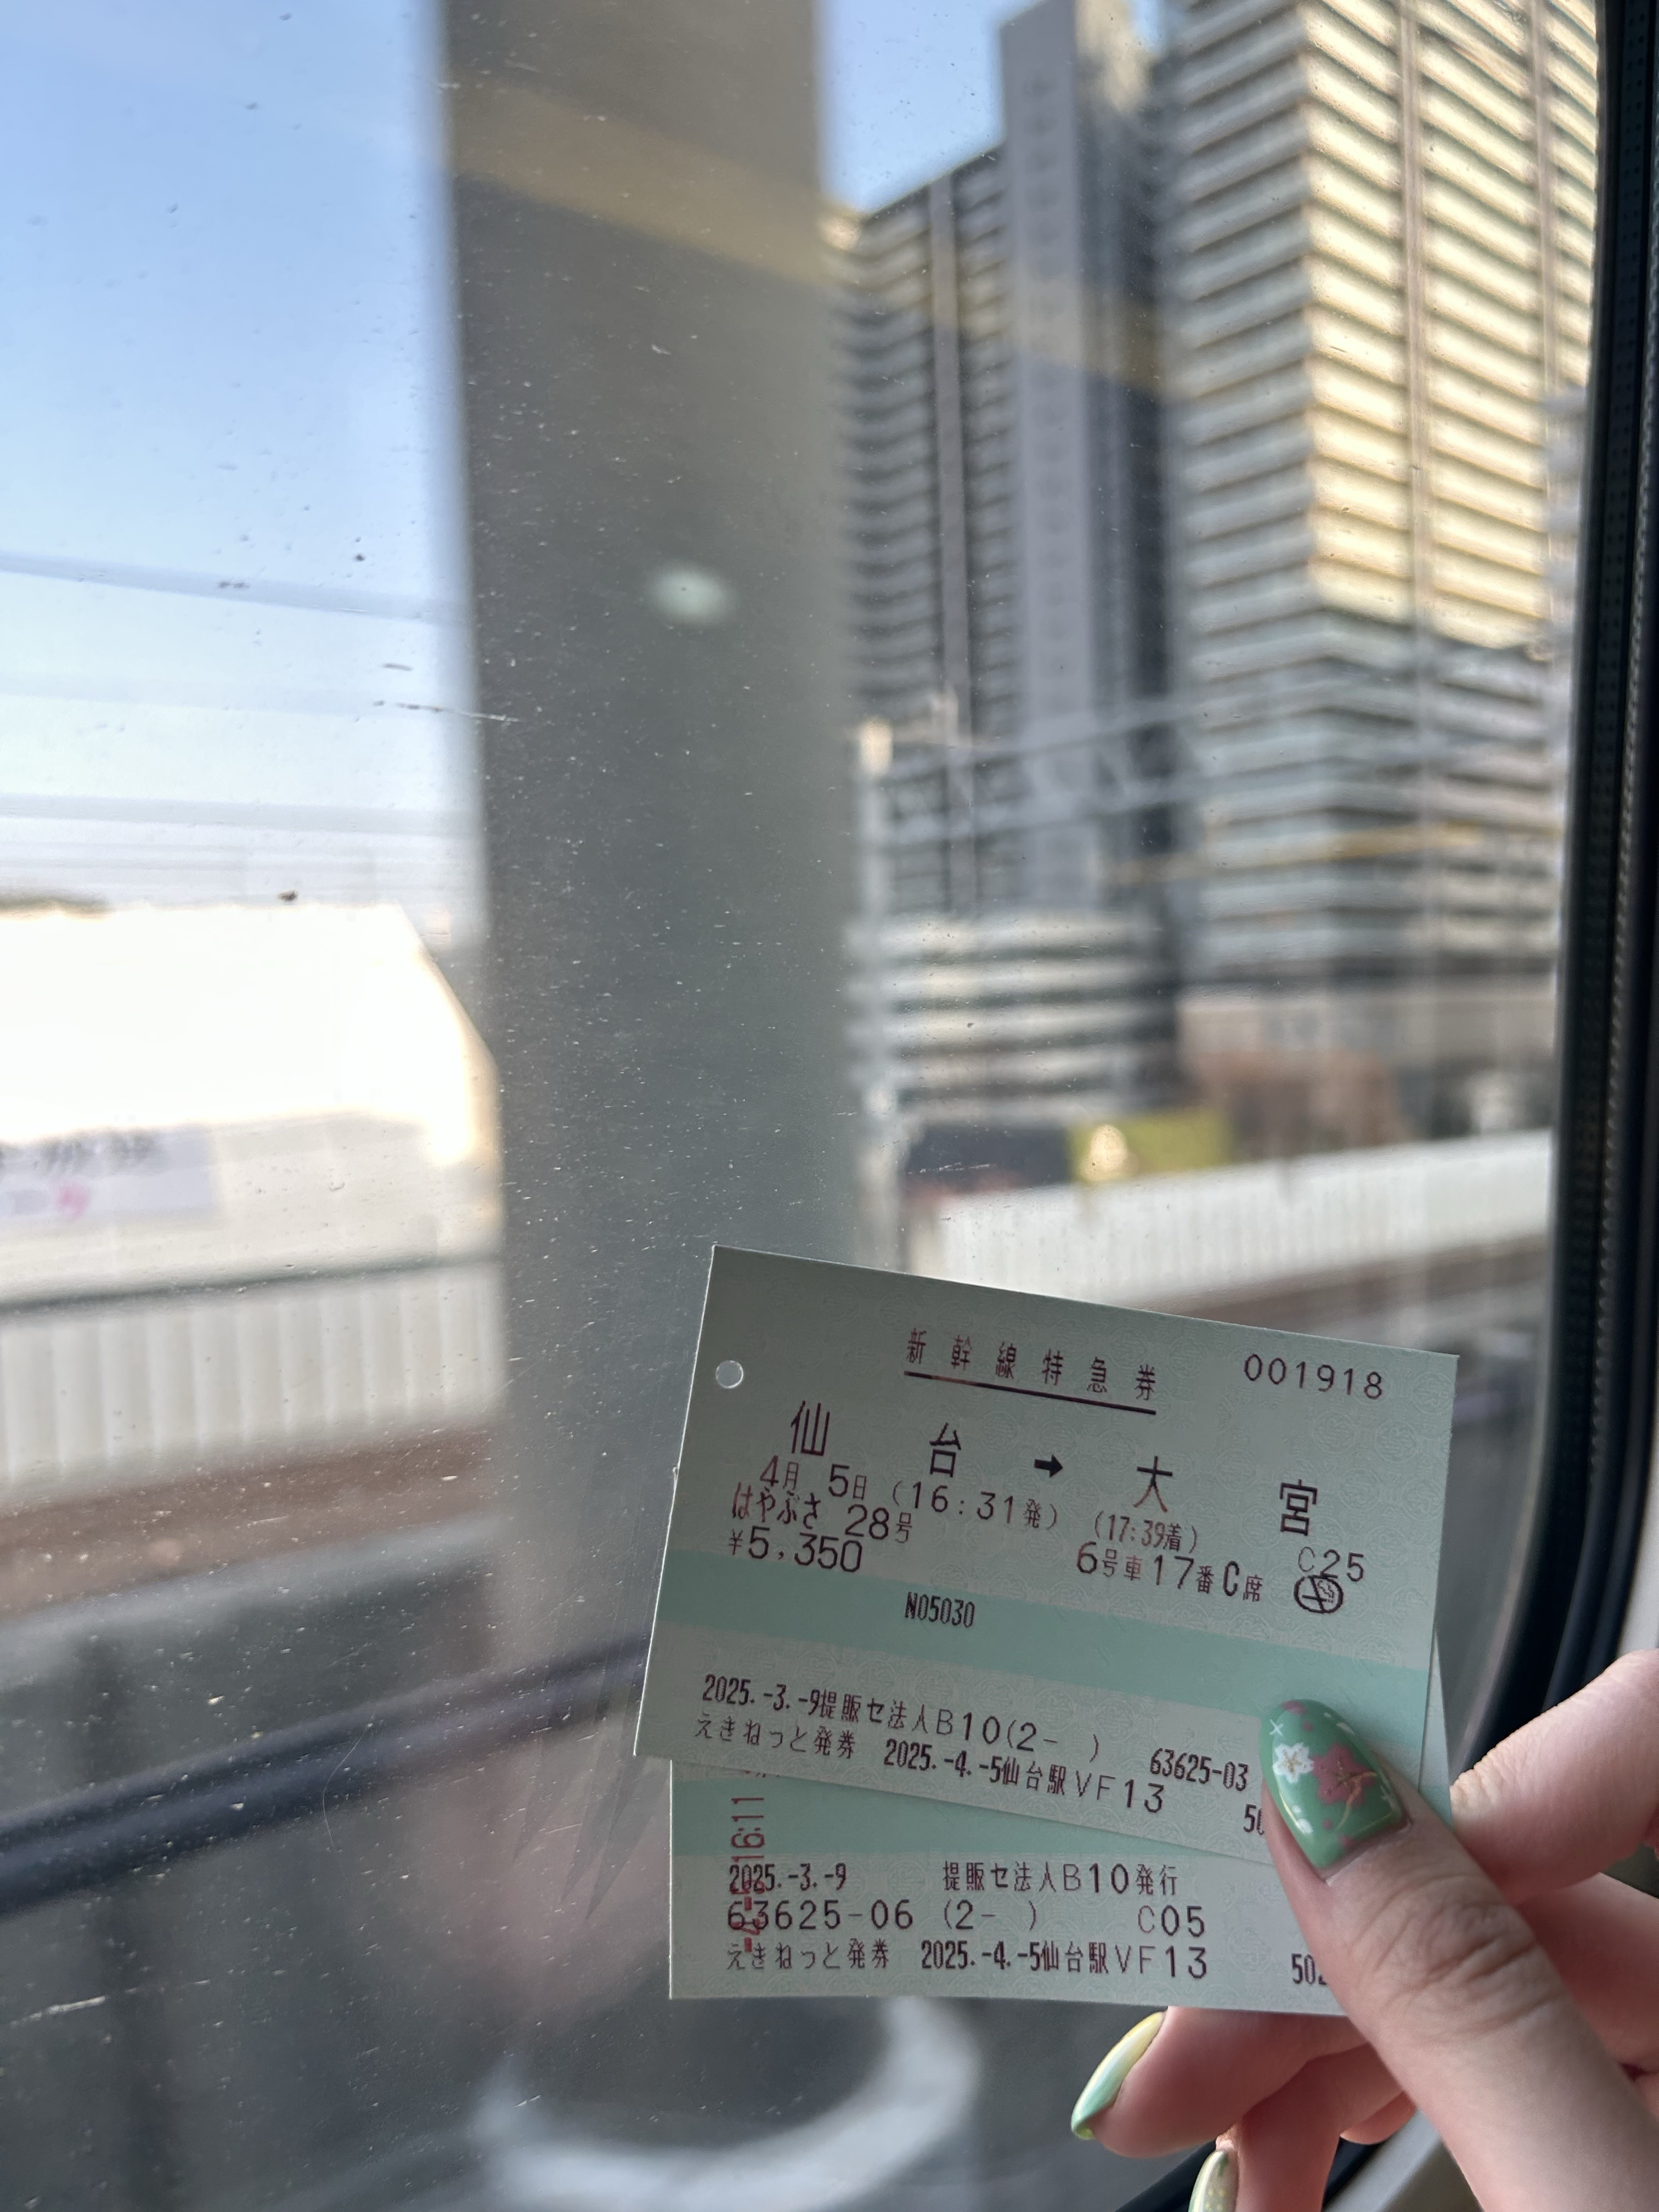 新幹線特急券
001918
仙台 ➡ 大宮
4月 5日 (16:31発) (17:39着) C25
はやぶさ 28号 6号車17番C席
¥5,350
N05030
2025.-3.-9提販セ法人B10(2- ) 63625-03
えきねっと発券 2025.-4.-5仙台駅VF13
16:11
2025.-3.-9 提販セ法人B10発行
63625-06 (2- ) C05
えきねっと発券 2025.-4.-5仙台駅VF13